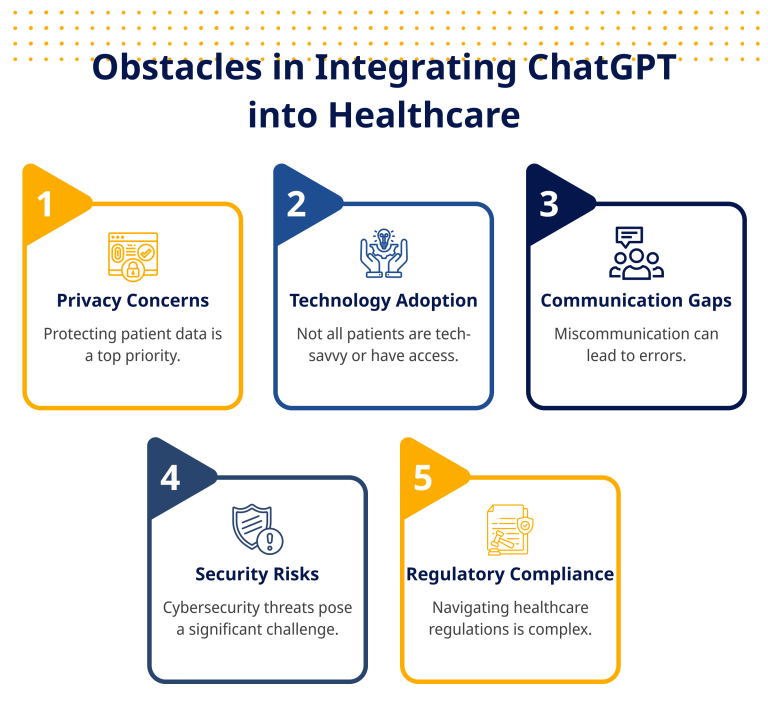 Obstacles in Integrating ChatGPT
into Healthcare
1
Privacy Concerns
Protecting patient data is
a top priority.
2
Technology Adoption
Not all patients are tech-
savvy or have access.
3
Communication Gaps
Miscommunication can
lead to errors.
4
Security Risks
Cybersecurity threats pose
a significant challenge.
5
Regulatory Compliance
Navigating healthcare
regulations is complex.